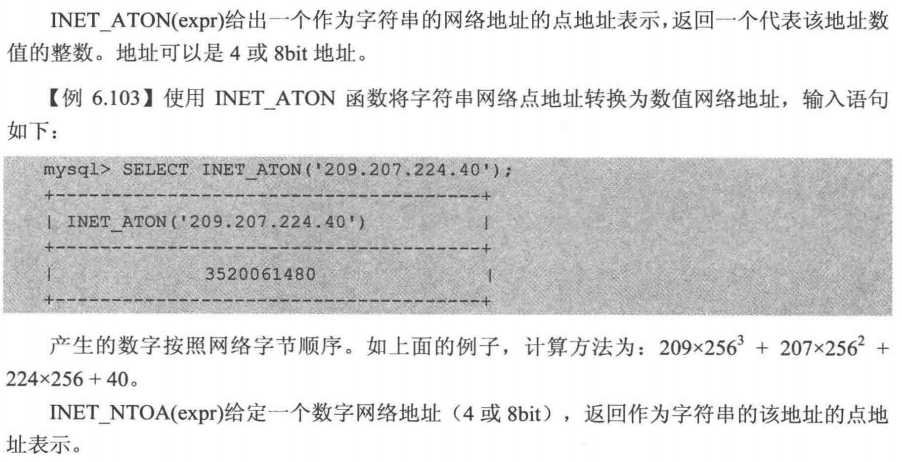 INET_ATON(expr)给出一个作为字符串的网络地址的点地址表示,返回一个代表该地址数
值的整数。地址可以是 4 或 8bit 地址。
【例 6.103】使用 INET_ATON 函数将字符串网络点地址转换为数值网络地址，输入语句
如下：
mysql> SELECT INET_ATON('209.207.224.40');
+--------------------------------------+
| INET_ATON('209.207.224.40')          |
+--------------------------------------+
|              3520061480              |
+--------------------------------------+
产生的数字按照网络字节顺序。如上面的例子，计算方法为：209×256³ + 207×256² +
224×256 + 40。
INET_NTOA(expr)给定一个数字网络地址（4 或 8bit），返回作为字符串的该地址的点地
址表示。